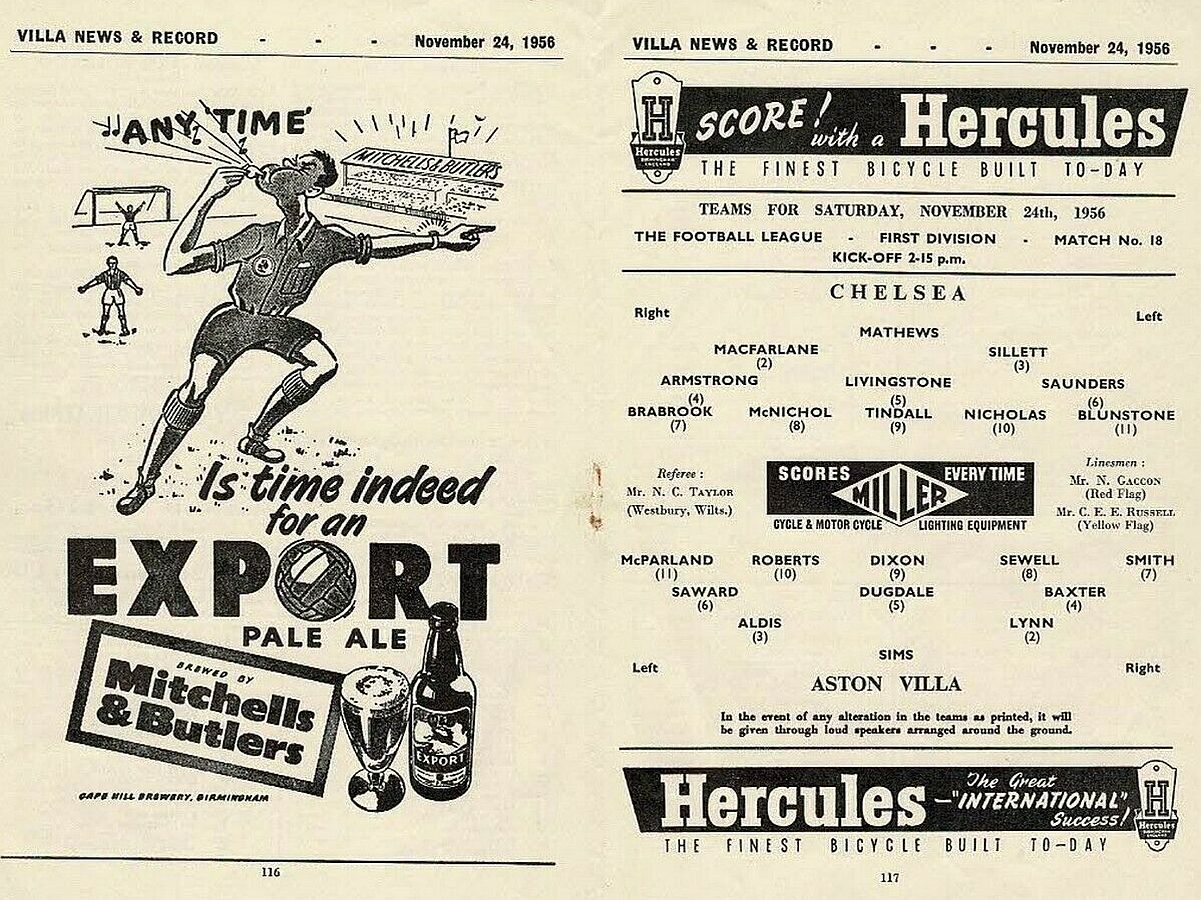 VILLA NEWS & RECORD - - - November 24, 1956
'ANY TIME'
MITCHELLS & BUTLERS
Is time indeed
for an
EXPORT
PALE ALE
BREWED BY
Mitchells
& Butlers
EXPORT
CAPE HILL BREWERY, BIRMINGHAM
116
VILLA NEWS & RECORD - - - November 24, 1956
H
Hercules
BIRMINGHAM
ENGLAND
SCORE! with a Hercules
THE FINEST BICYCLE BUILT TO-DAY
TEAMS FOR SATURDAY, NOVEMBER 24th, 1956
THE FOOTBALL LEAGUE - FIRST DIVISION - MATCH No. 18
KICK-OFF 2-15 p.m.
CHELSEA
Right Left
MATHEWS
MACFARLANE SILLETT
(2) (3)
ARMSTRONG LIVINGSTONE SAUNDERS
(4) (5) (6)
BRABROOK McNICHOL TINDALL NICHOLAS BLUNSTONE
(7) (8) (9) (10) (11)
Referee :
Mr. N. C. TAYLOR
(Westbury, Wilts.)
SCORES EVERY TIME
MILLER
CYCLE & MOTOR CYCLE LIGHTING EQUIPMENT
Linesmen :
Mr. N. GACCON
(Red Flag)
Mr. C. E. E. RUSSELL
(Yellow Flag)
McPARLAND ROBERTS DIXON SEWELL SMITH
(11) (10) (9) (8) (7)
SAWARD DUGDALE BAXTER
(6) (5) (4)
ALDIS LYNN
(3) (2)
SIMS
Left Right
ASTON VILLA
In the event of any alteration in the teams as printed, it will
be given through loud speakers arranged around the ground.
Hercules — The Great
"INTERNATIONAL"
Success!
H
Hercules
THE FINEST BICYCLE BUILT TO-DAY
117